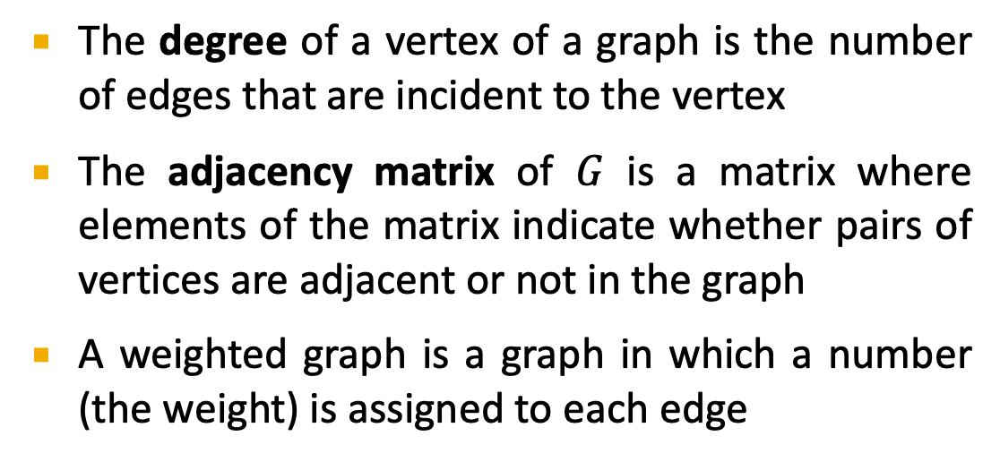 ▪ The degree of a vertex of a graph is the number
of edges that are incident to the vertex
▪ The adjacency matrix of G is a matrix where
elements of the matrix indicate whether pairs of
vertices are adjacent or not in the graph
▪ A weighted graph is a graph in which a number
(the weight) is assigned to each edge